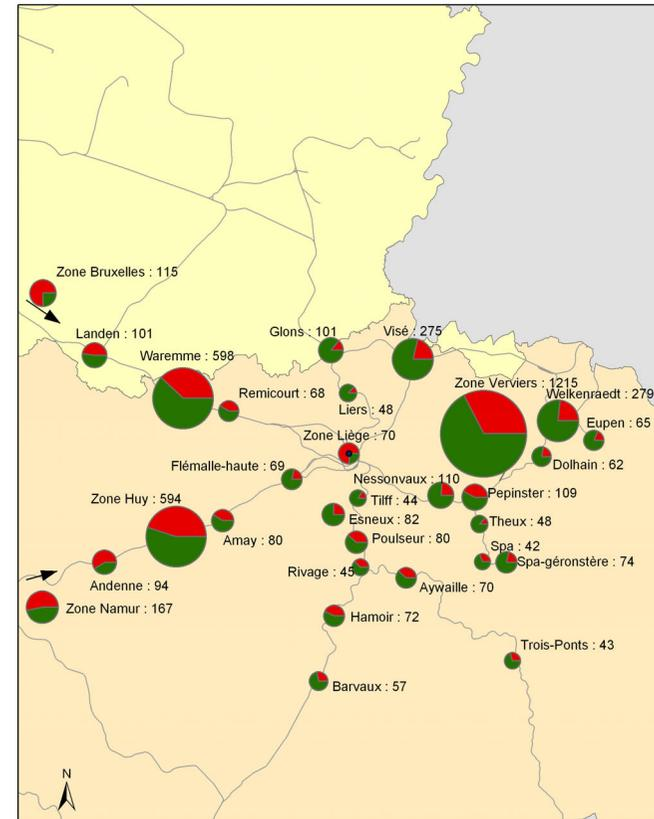 Zone Bruxelles : 115
Landen : 101
Glons : 101
Visé : 275
Waremme : 598
Zone Verviers : 1215
Welkenraedt : 279
Remicourt : 68
Liers : 48
Eupen : 65
Zone Liège : 70
Flémalle-haute : 69
Dolhain : 62
Nessonvaux : 110
Zone Huy : 594
Tilff : 44
Pepinster : 109
Esneux : 82
Theux : 48
Amay : 80
Poulseur : 80
Spa : 42
Spa-géronstère : 74
Rivage : 45
Andenne : 94
Aywaille : 70
Zone Namur : 167
Hamoir : 72
Trois-Ponts : 43
Barvaux : 57
N